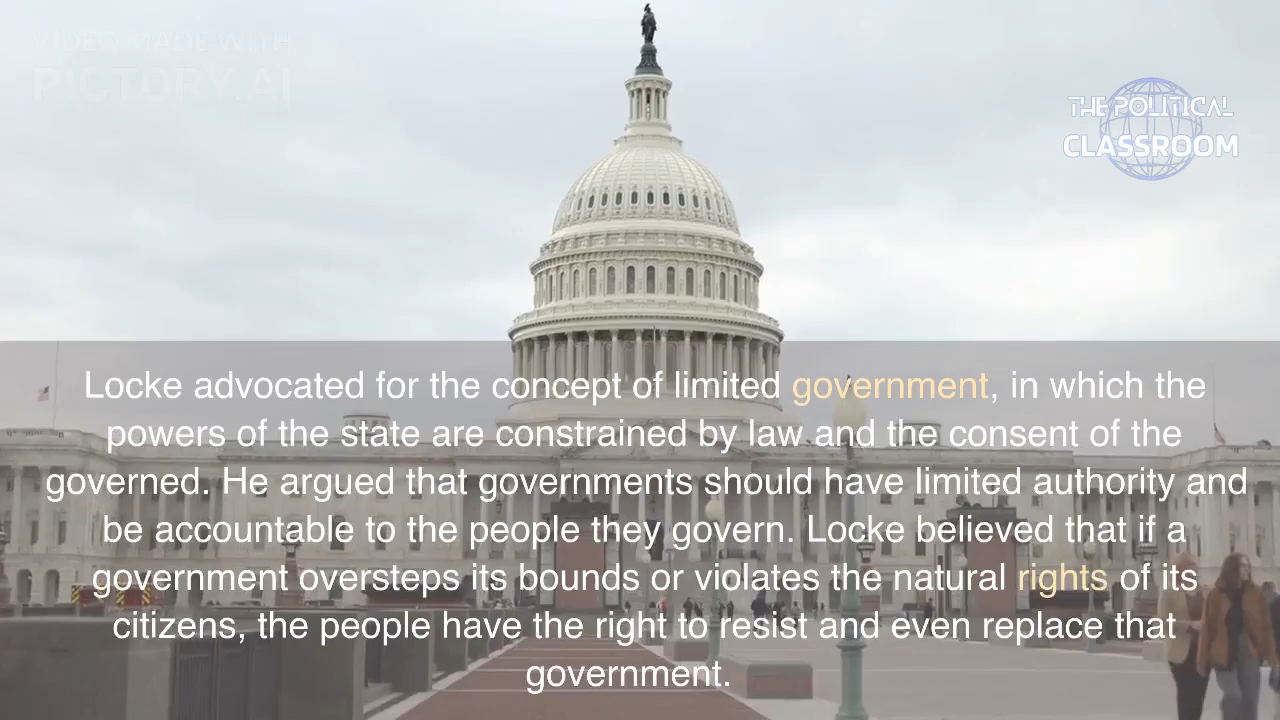 VIDEO MADE WITH
PICTORY.AI
THE POLITICAL
CLASSROOM
Locke advocated for the concept of limited government, in which the
powers of the state are constrained by law and the consent of the
governed. He argued that governments should have limited authority and
be accountable to the people they govern. Locke believed that if a
government oversteps its bounds or violates the natural rights of its
citizens, the people have the right to resist and even replace that
government.